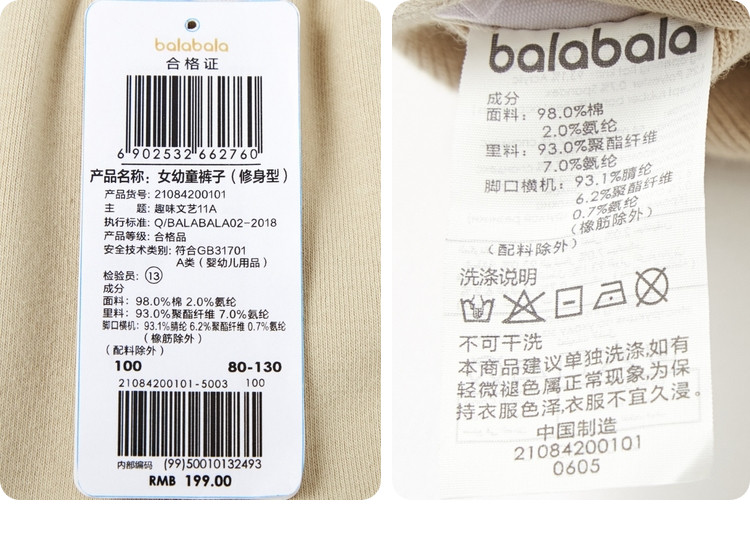 balabala
合格证
6 902532 662760
产品名称: 女幼童裤子(修身型)
产品货号: 21084200101
主 题: 趣味文艺11A
执行标准: Q/BALABALA02-2018
产品等级: 合格品
安全技术类别: 符合GB31701
A类(婴幼儿用品)
检验员: 13
成分
面料: 98.0%棉 2.0%氨纶
里料: 93.0%聚酯纤维 7.0%氨纶
脚口横机: 93.1%腈纶 6.2%聚酯纤维 0.7%氨纶
(橡筋除外)
(配料除外)
100 80-130
21084200101-5003 100
内部编码 (99)50010132493
RMB 199.00
balabala
成分
面料: 98.0%棉
2.0%氨纶
里料: 93.0%聚酯纤维
7.0%氨纶
脚口横机: 93.1%腈纶
6.2%聚酯纤维
0.7%氨纶
(橡筋除外)
(配料除外)
洗涤说明
不可干洗
本商品建议单独洗涤,如有
轻微褪色属正常现象,为保
持衣服色泽,衣服不宜久浸。
中国制造
21084200101
0605